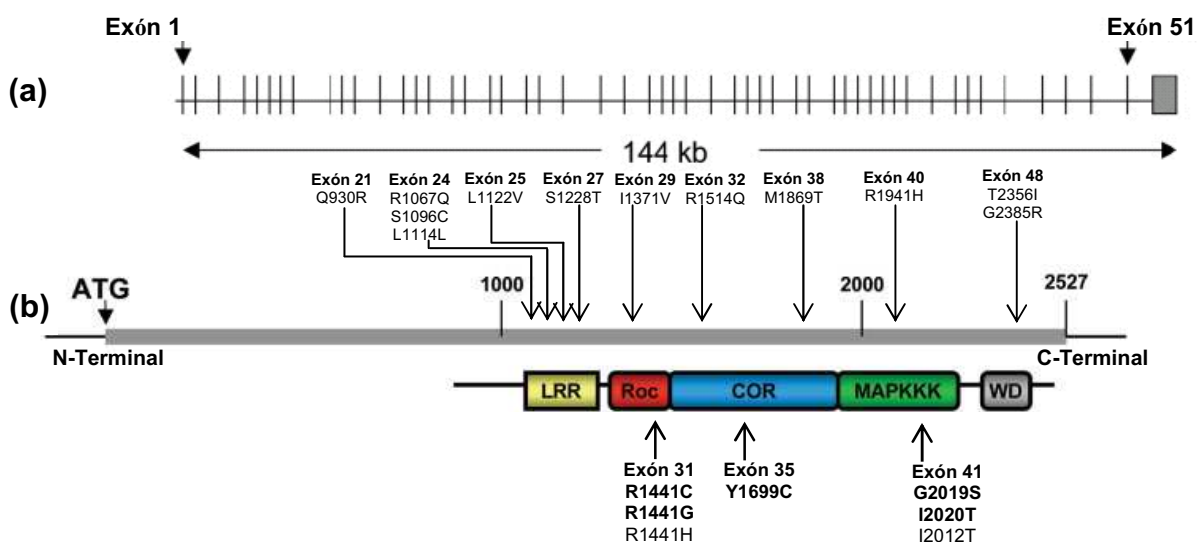 Exón 1
Exón 51
(a)
144 kb
Exón 21
Q930R
Exón 24
R1067Q
S1096C
L1114L
Exón 25
L1122V
Exón 27
S1228T
Exón 29
I1371V
Exón 32
R1514Q
Exón 38
M1869T
Exón 40
R1941H
Exón 48
T2356I
G2385R
(b)
ATG
1000
2000
2527
N-Terminal
C-Terminal
LRR
Roc
COR
MAPKKK
WD
Exón 31
R1441C
R1441G
R1441H
Exón 35
Y1699C
Exón 41
G2019S
I2020T
I2012T